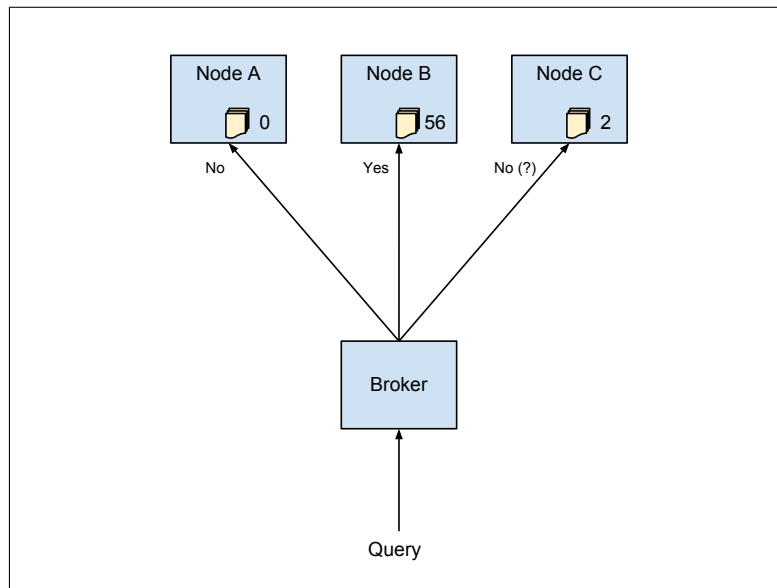 Node A
Node B
Node C
0
56
2
No
Yes
No (?)
Broker
Query